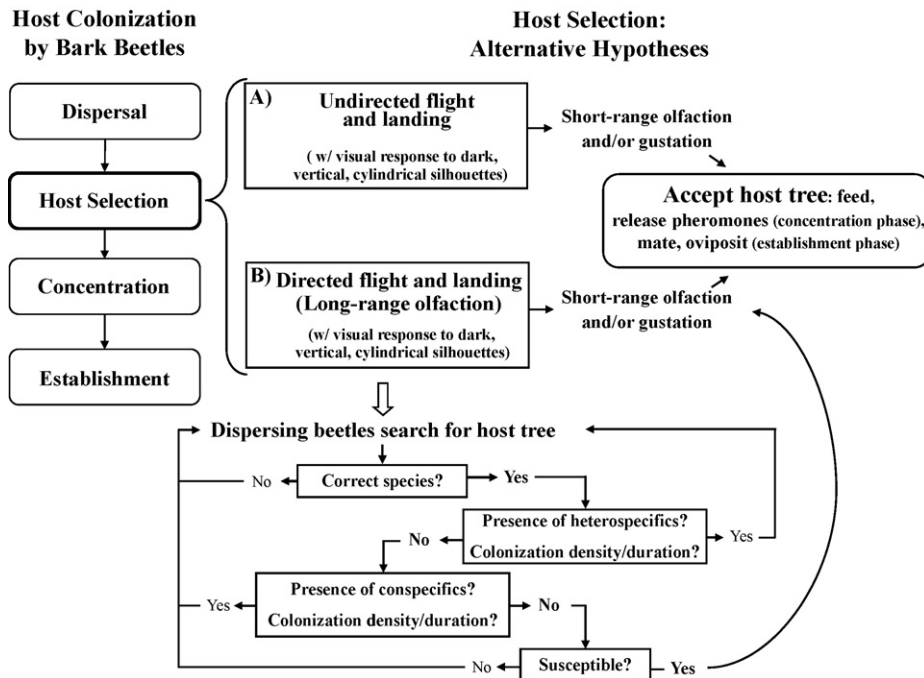 Host Colonization
by Bark Beetles
Host Selection:
Alternative Hypotheses
Dispersal
Host Selection
Concentration
Establishment
A) Undirected flight
and landing
( w/ visual response to dark,
vertical, cylindrical silhouettes)
Short-range olfaction
and/or gustation
Accept host tree: feed,
release pheromones (concentration phase),
mate, oviposit (establishment phase)
B) Directed flight and landing
(Long-range olfaction)
(w/ visual response to dark,
vertical, cylindrical silhouettes)
Short-range olfaction
and/or gustation
Dispersing beetles search for host tree
No
Correct species?
Yes
Presence of heterospecifics?
Colonization density/duration?
Yes
No
Presence of conspecifics?
Colonization density/duration?
Yes
No
No
Susceptible?
Yes